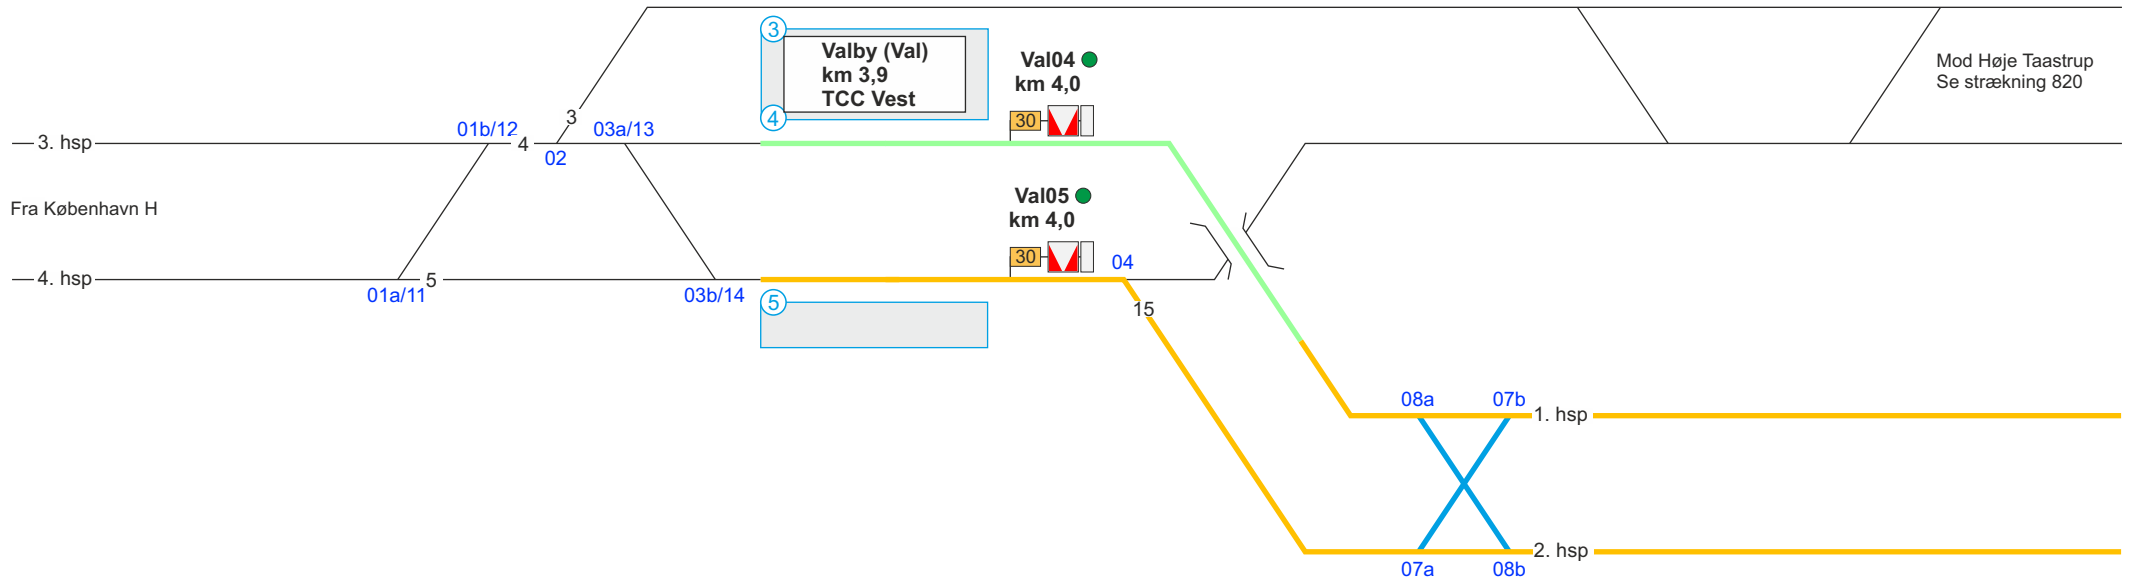 3
Valby (Val)
km 3,9
TCC Vest
4
Val04
km 4,0
30
Mod Høje Taastrup
Se strækning 820
3
01b/12
03a/13
3. hsp
4
02
Fra København H
Val05
km 4,0
30
04
4. hsp
5
01a/11
03b/14
5
15
08a
07b
1. hsp
2. hsp
07a
08b